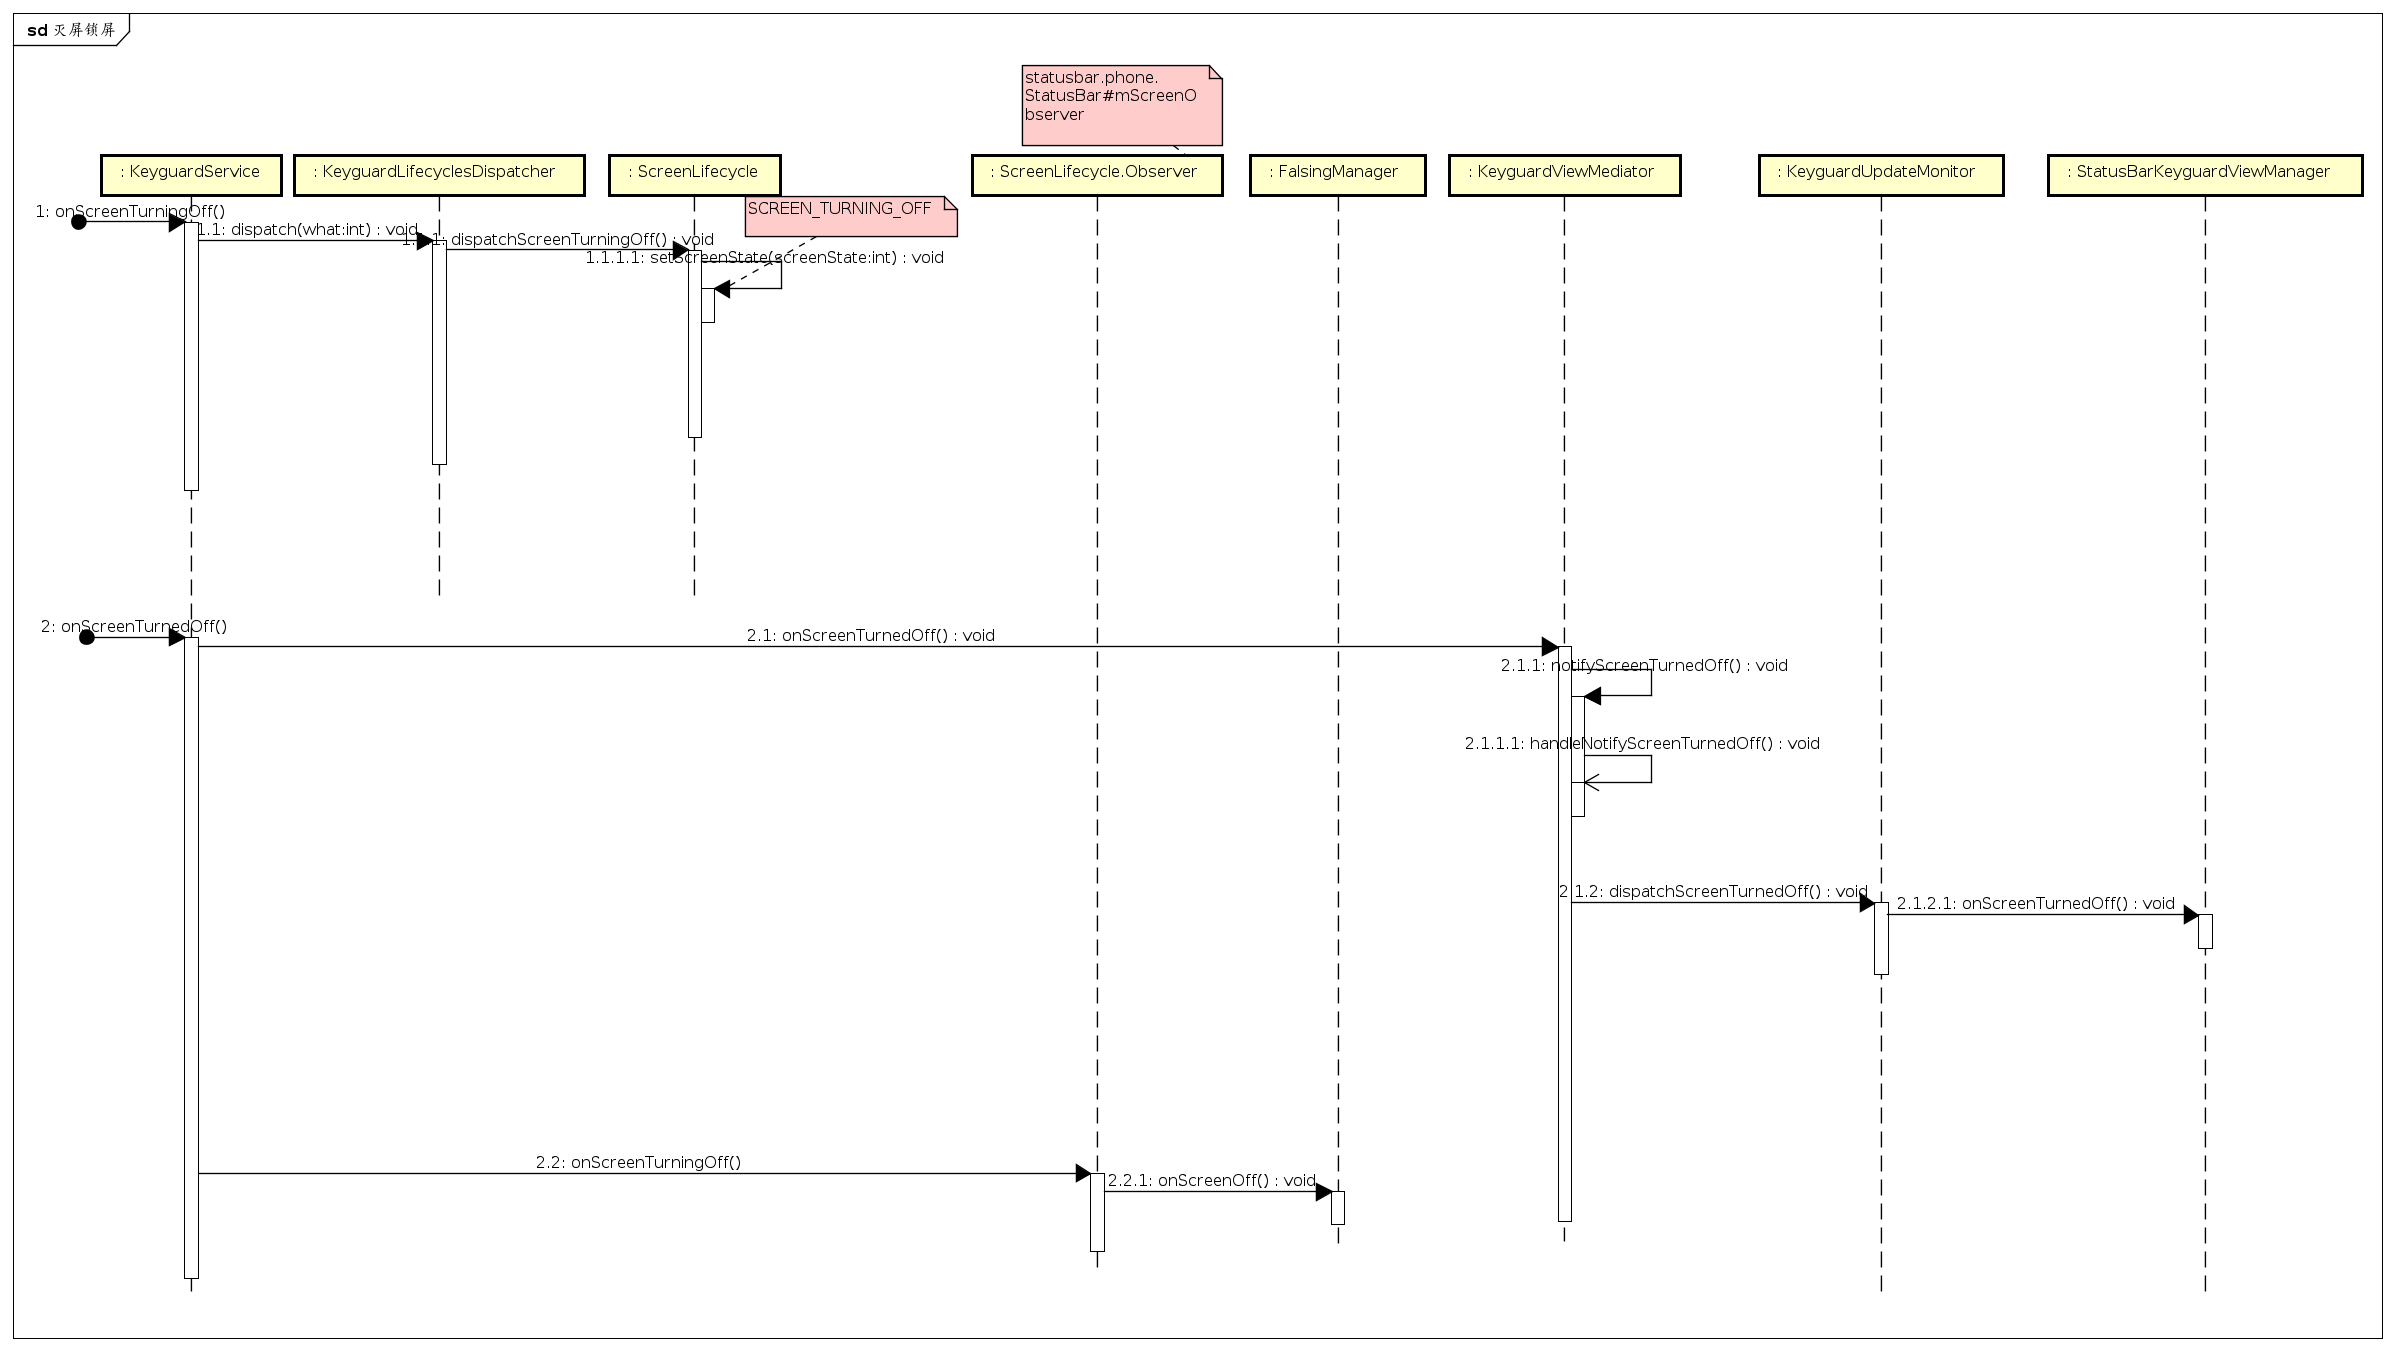 sd 灭屏锁屏
statusbar.phone.
StatusBar#mScreenO
bserver
: KeyguardService
: KeyguardLifecyclesDispatcher
: ScreenLifecycle
: ScreenLifecycle.Observer
: FalsingManager
: KeyguardViewMediator
: KeyguardUpdateMonitor
: StatusBarKeyguardViewManager
SCREEN_TURNING_OFF
1: onScreenTurningOff()
1.1: dispatch(what:int) : void
1.1.1: dispatchScreenTurningOff() : void
1.1.1.1: setScreenState(screenState:int) : void
2: onScreenTurnedOff()
2.1: onScreenTurnedOff() : void
2.1.1: notifyScreenTurnedOff() : void
2.1.1.1: handleNotifyScreenTurnedOff() : void
2.1.2: dispatchScreenTurnedOff() : void
2.1.2.1: onScreenTurnedOff() : void
2.2: onScreenTurningOff()
2.2.1: onScreenOff() : void